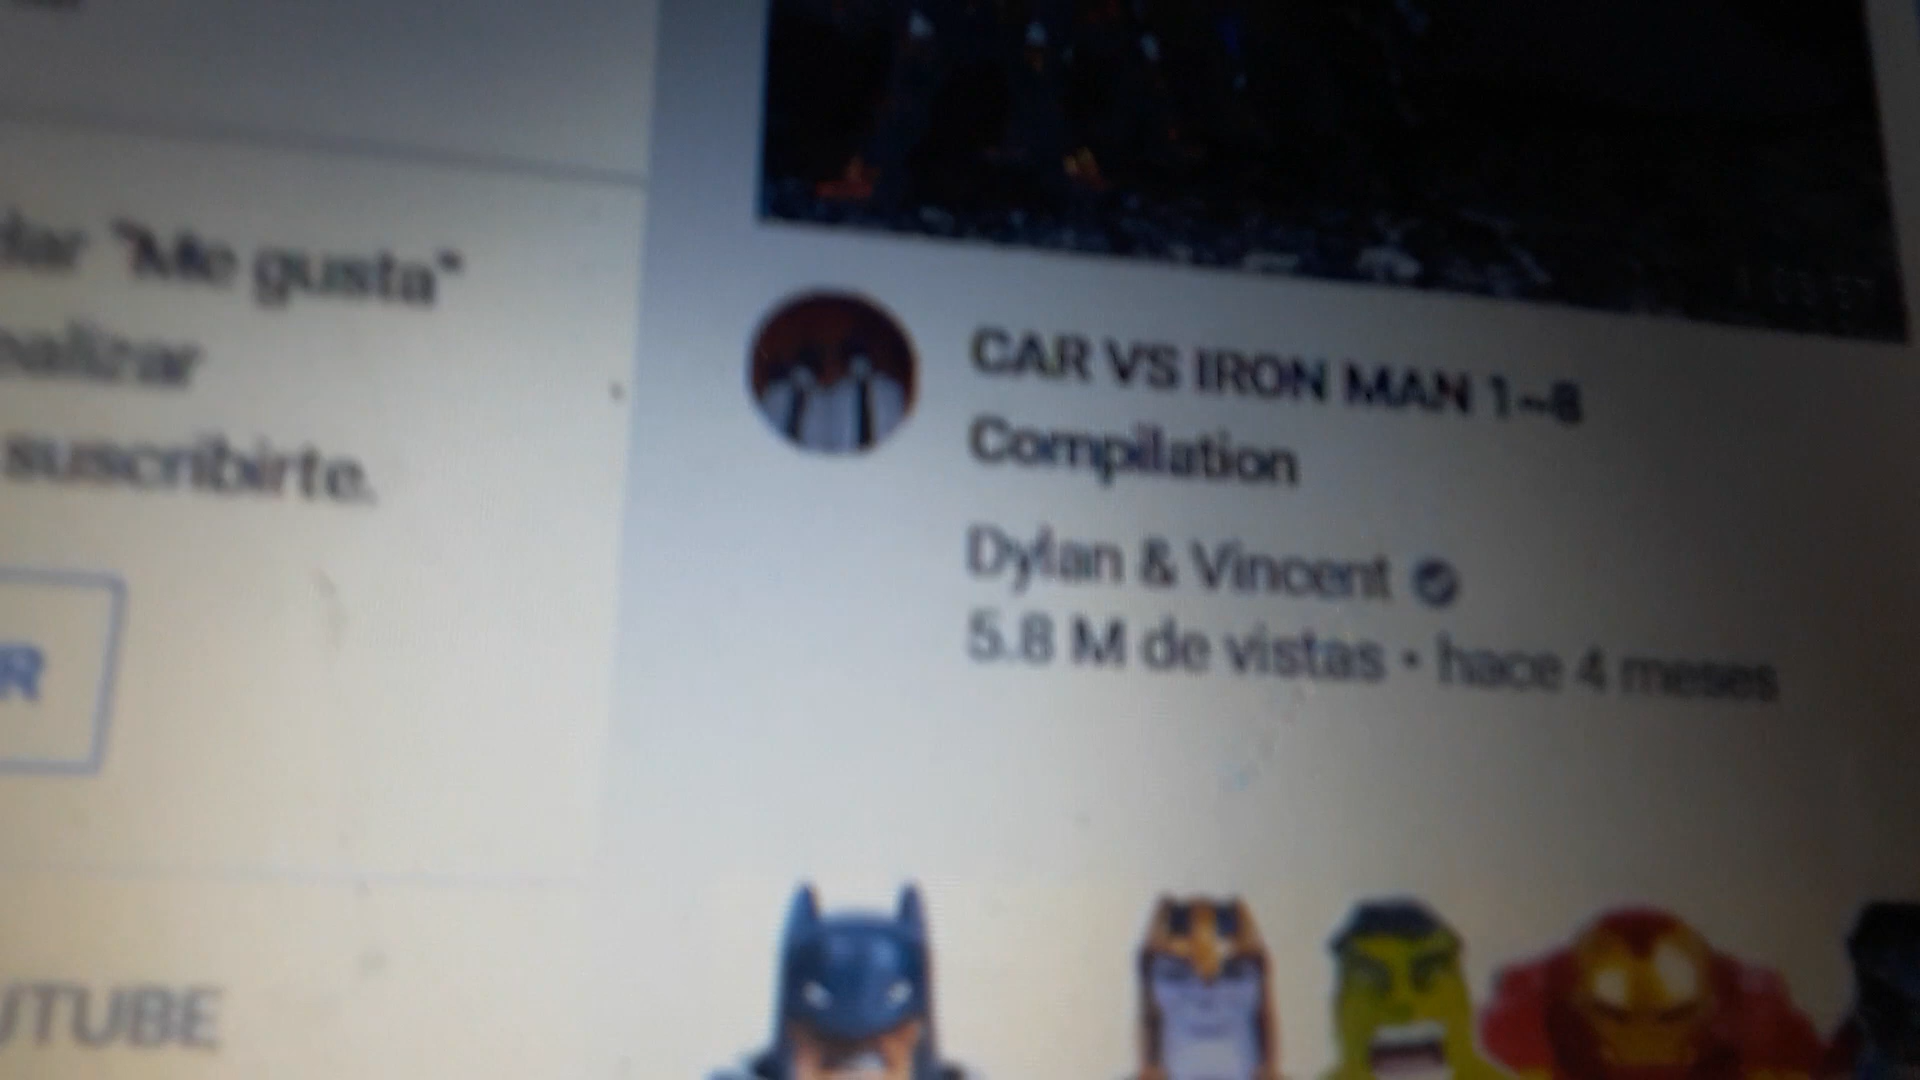 "Me gusta"
suscribirte.
CAR VS IRON MAN 1~8
Compilation
Dylan & Vincent
5.8 M de vistas • hace 4 meses
UTUBE